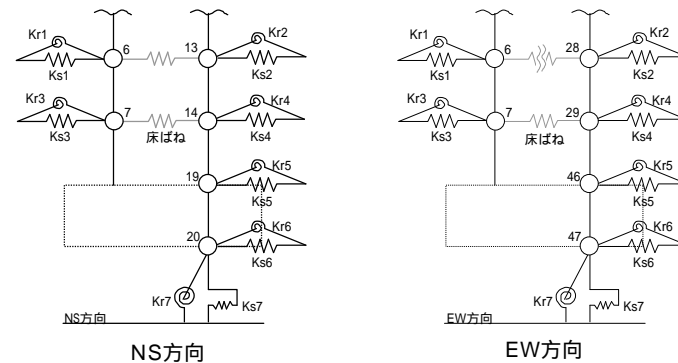 Kr1
6
13
Kr2
Ks1
Ks2
Kr3
7
14
Kr4
Ks3
床ばね
Ks4
19
Kr5
Ks5
20
Kr6
Ks6
Kr7
Ks7
NS方向
NS方向
Kr1
6
28
Kr2
Ks1
Ks2
Kr3
7
29
Kr4
Ks3
床ばね
Ks4
46
Kr5
Ks5
47
Kr6
Ks6
Kr7
Ks7
EW方向
EW方向